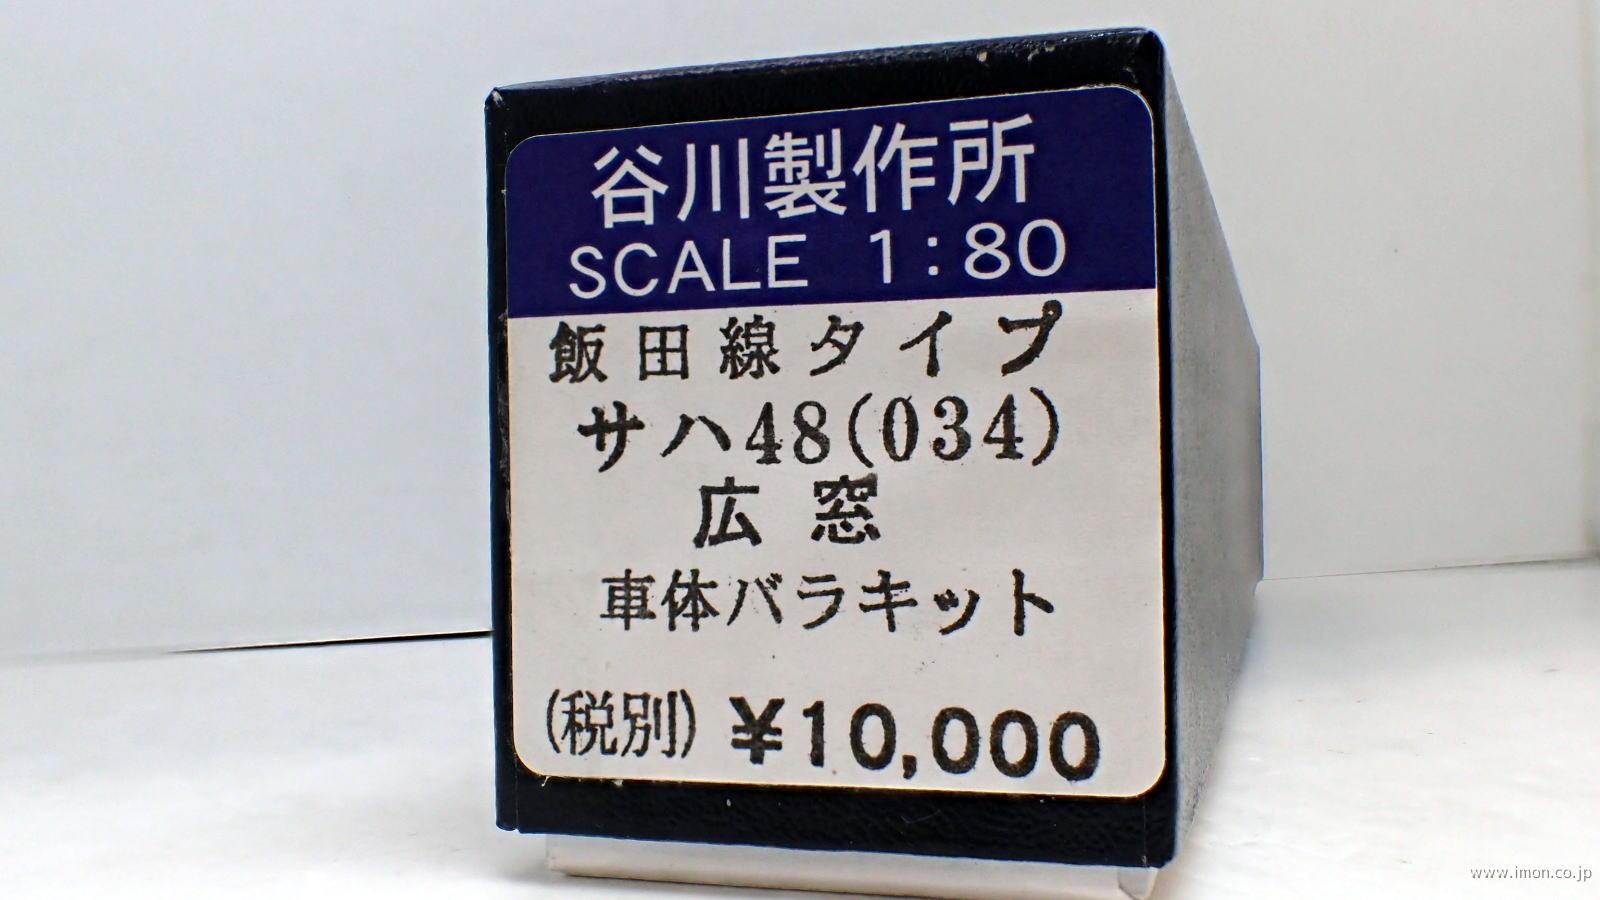 谷川製作所
SCALE 1:80
飯田線タイプ
サハ48(034)
広窓
車体バラキット
(税別) ¥10,000
www.imon.co.jp